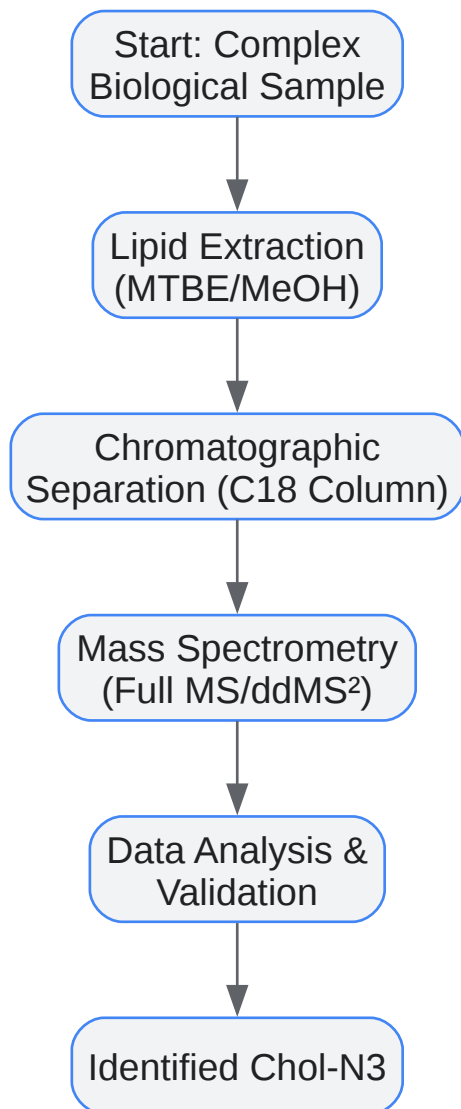 Start: Complex
Biological Sample
Lipid Extraction
(MTBE/MeOH)
Chromatographic
Separation (C18 Column)
Mass Spectrometry
(Full MS/ddMS²)
Data Analysis &
Validation
Identified Chol-N3